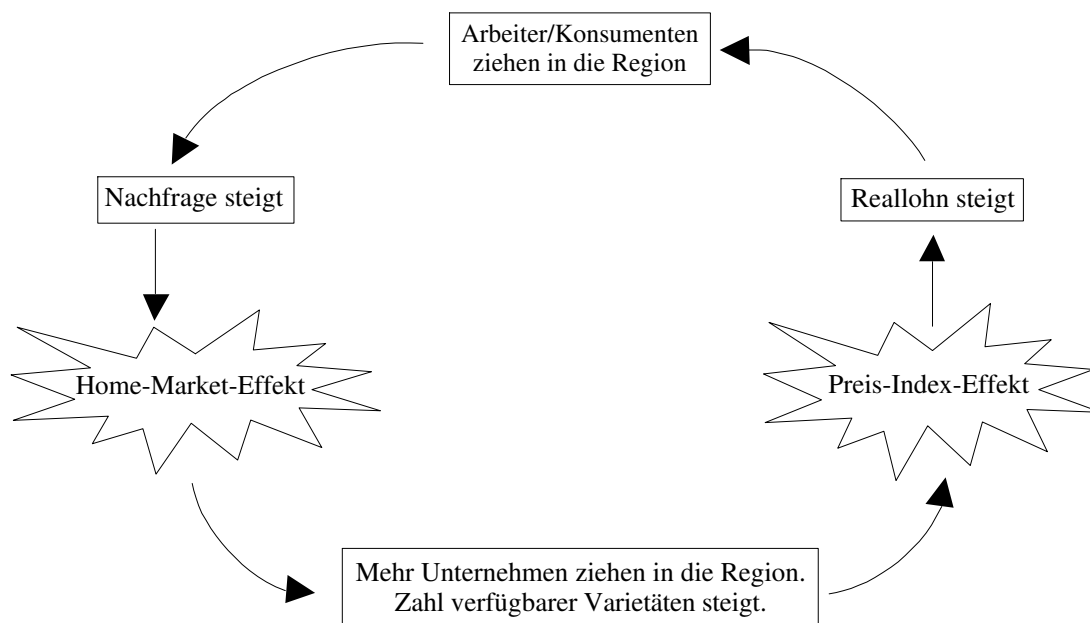 Arbeiter/Konsumenten
ziehen in die Region
Nachfrage steigt
Reallohn steigt
Home-Market-Effekt
Preis-Index-Effekt
Mehr Unternehmen ziehen in die Region.
Zahl verfügbarer Varietäten steigt.